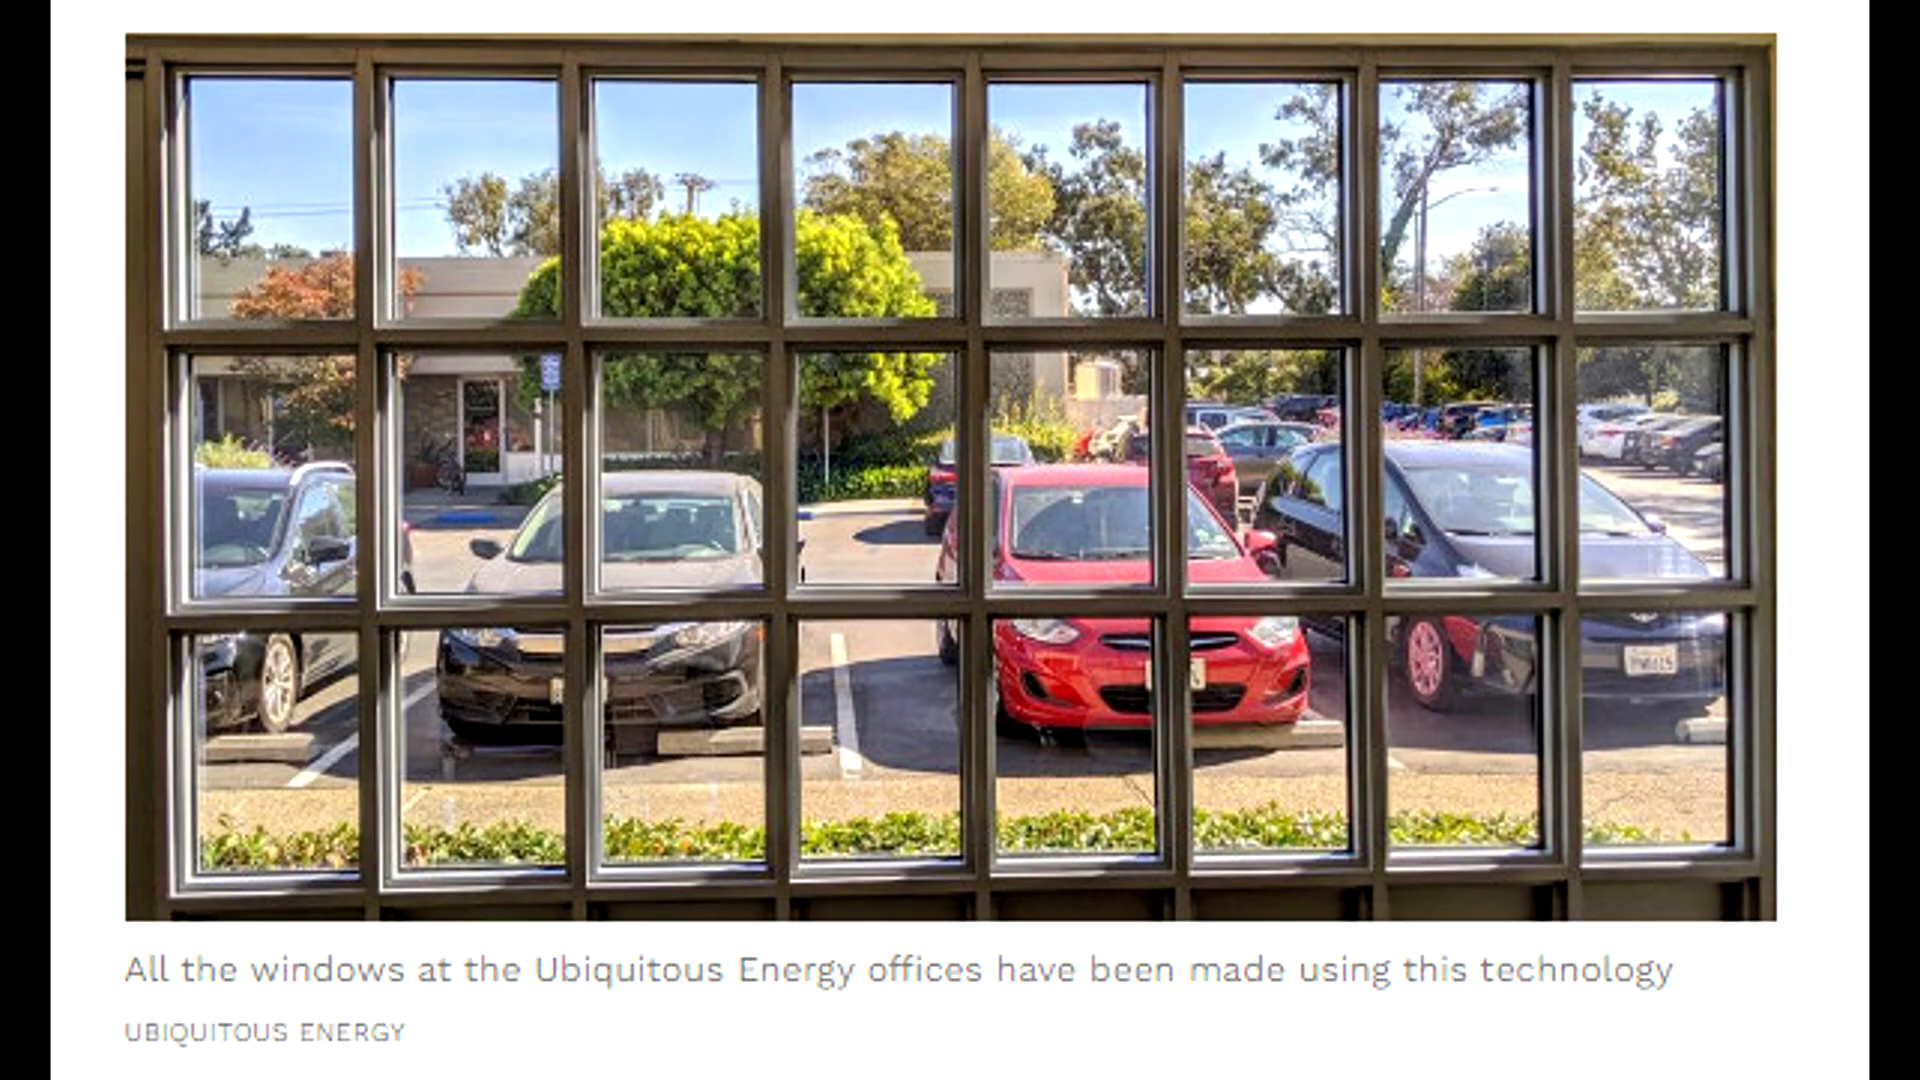 All the windows at the Ubiquitous Energy offices have been made using this technology
UBIQUITOUS ENERGY